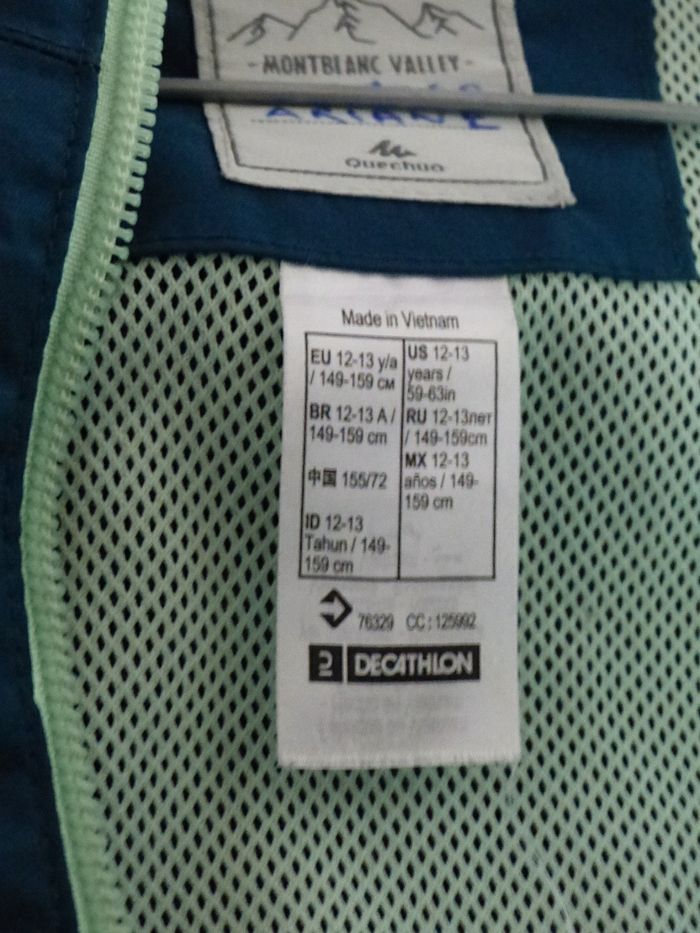 - MONTBLANC VALLEY -
ARIANE
Quechua
Made in Vietnam
EU 12-13 y/a
/ 149-159 см
BR 12-13 A /
149-159 cm
中国 155/72
ID 12-13
Tahun / 149-
159 cm
US 12-13
years /
59-63in
RU 12-13лет
/ 149-159cm
MX 12-13
años / 149-
159 cm
76329 CC : 125992
DECATHLON